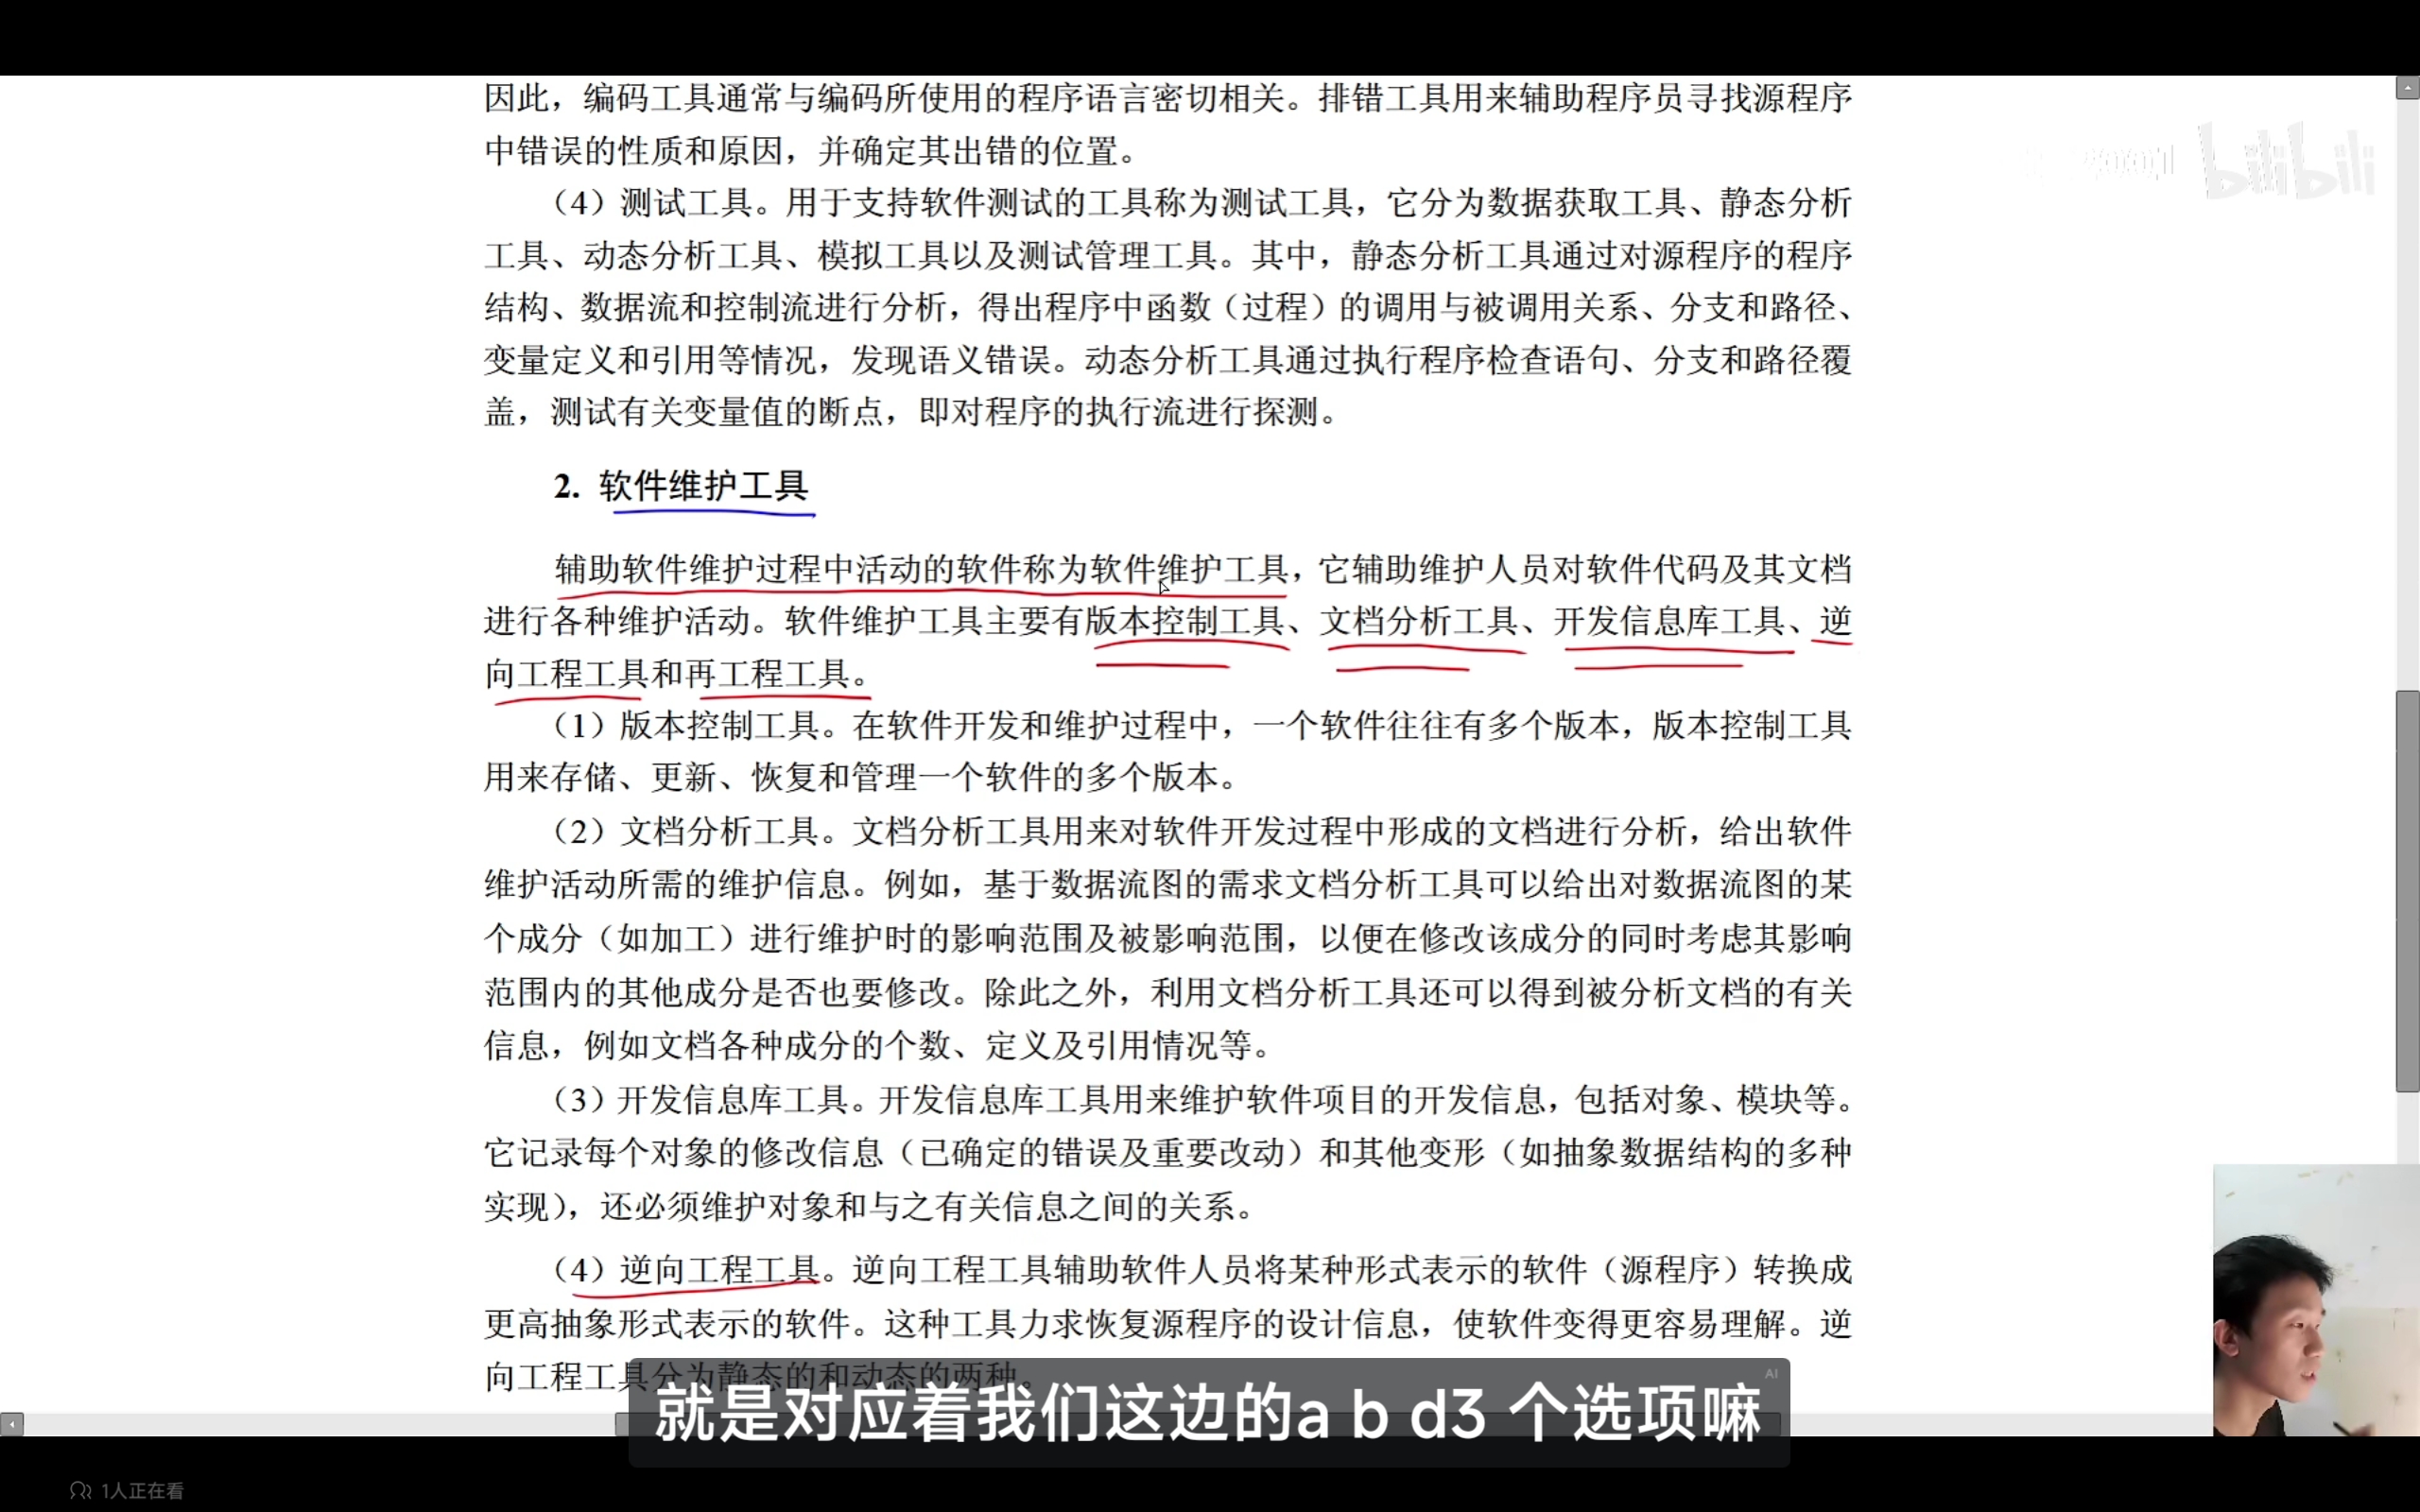 因此，编码工具通常与编码所使用的程序语言密切相关。排错工具用来辅助程序员寻找源程序
中错误的性质和原因，并确定其出错的位置。
（4）测试工具。用于支持软件测试的工具称为测试工具，它分为数据获取工具、静态分析
工具、动态分析工具、模拟工具以及测试管理工具。其中，静态分析工具通过对源程序的程序
结构、数据流和控制流进行分析，得出程序中函数（过程）的调用与被调用关系、分支和路径、
变量定义和引用等情况，发现语义错误。动态分析工具通过执行程序检查语句、分支和路径覆
盖，测试有关变量值的断点，即对程序的执行流进行探测。
bilibili
2. 软件维护工具
辅助软件维护过程中活动的软件称为软件维护工具，它辅助维护人员对软件代码及其文档
进行各种维护活动。软件维护工具主要有版本控制工具、文档分析工具、开发信息库工具、逆
向工程工具和再工程工具。
（1）版本控制工具。在软件开发和维护过程中，一个软件往往有多个版本，版本控制工具
用来存储、更新、恢复和管理一个软件的多个版本。
（2）文档分析工具。文档分析工具用来对软件开发过程中形成的文档进行分析，给出软件
维护活动所需的维护信息。例如，基于数据流图的需求文档分析工具可以给出对数据流图的某
个成分（如加工）进行维护时的影响范围及被影响范围，以便在修改该成分的同时考虑其影响
范围内的其他成分是否也要修改。除此之外，利用文档分析工具还可以得到被分析文档的有关
信息，例如文档各种成分的个数、定义及引用情况等。
（3）开发信息库工具。开发信息库工具用来维护软件项目的开发信息，包括对象、模块等。
它记录每个对象的修改信息（已确定的错误及重要改动）和其他变形（如抽象数据结构的多种
实现），还必须维护对象和与之有关信息之间的关系。
（4）逆向工程工具。逆向工程工具辅助软件人员将某种形式表示的软件（源程序）转换成
更高抽象形式表示的软件。这种工具力求恢复源程序的设计信息，使软件变得更容易理解。逆
向工程工具分为静态的和动态的两种。
AI
就是对应着我们这边的a b d3 个选项嘛
1人正在看